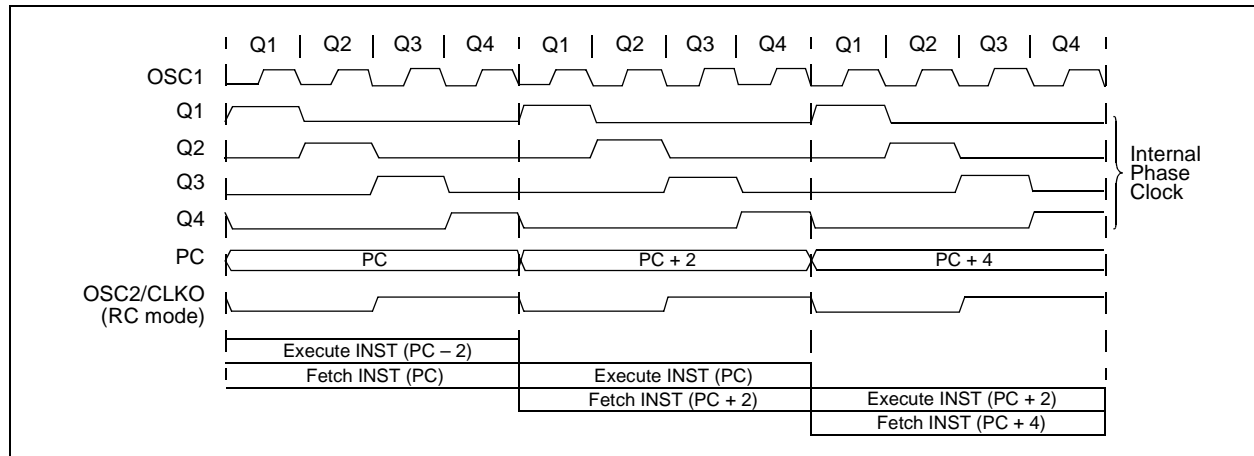 Q1 Q2 Q3 Q4 Q1 Q2 Q3 Q4 Q1 Q2 Q3 Q4
OSC1
Q1
Q2
Q3
Q4
Internal
Phase
Clock
PC PC PC + 2 PC + 4
OSC2/CLKO
(RC mode)
Execute INST (PC – 2)
Fetch INST (PC) Execute INST (PC)
Fetch INST (PC + 2) Execute INST (PC + 2)
Fetch INST (PC + 4)